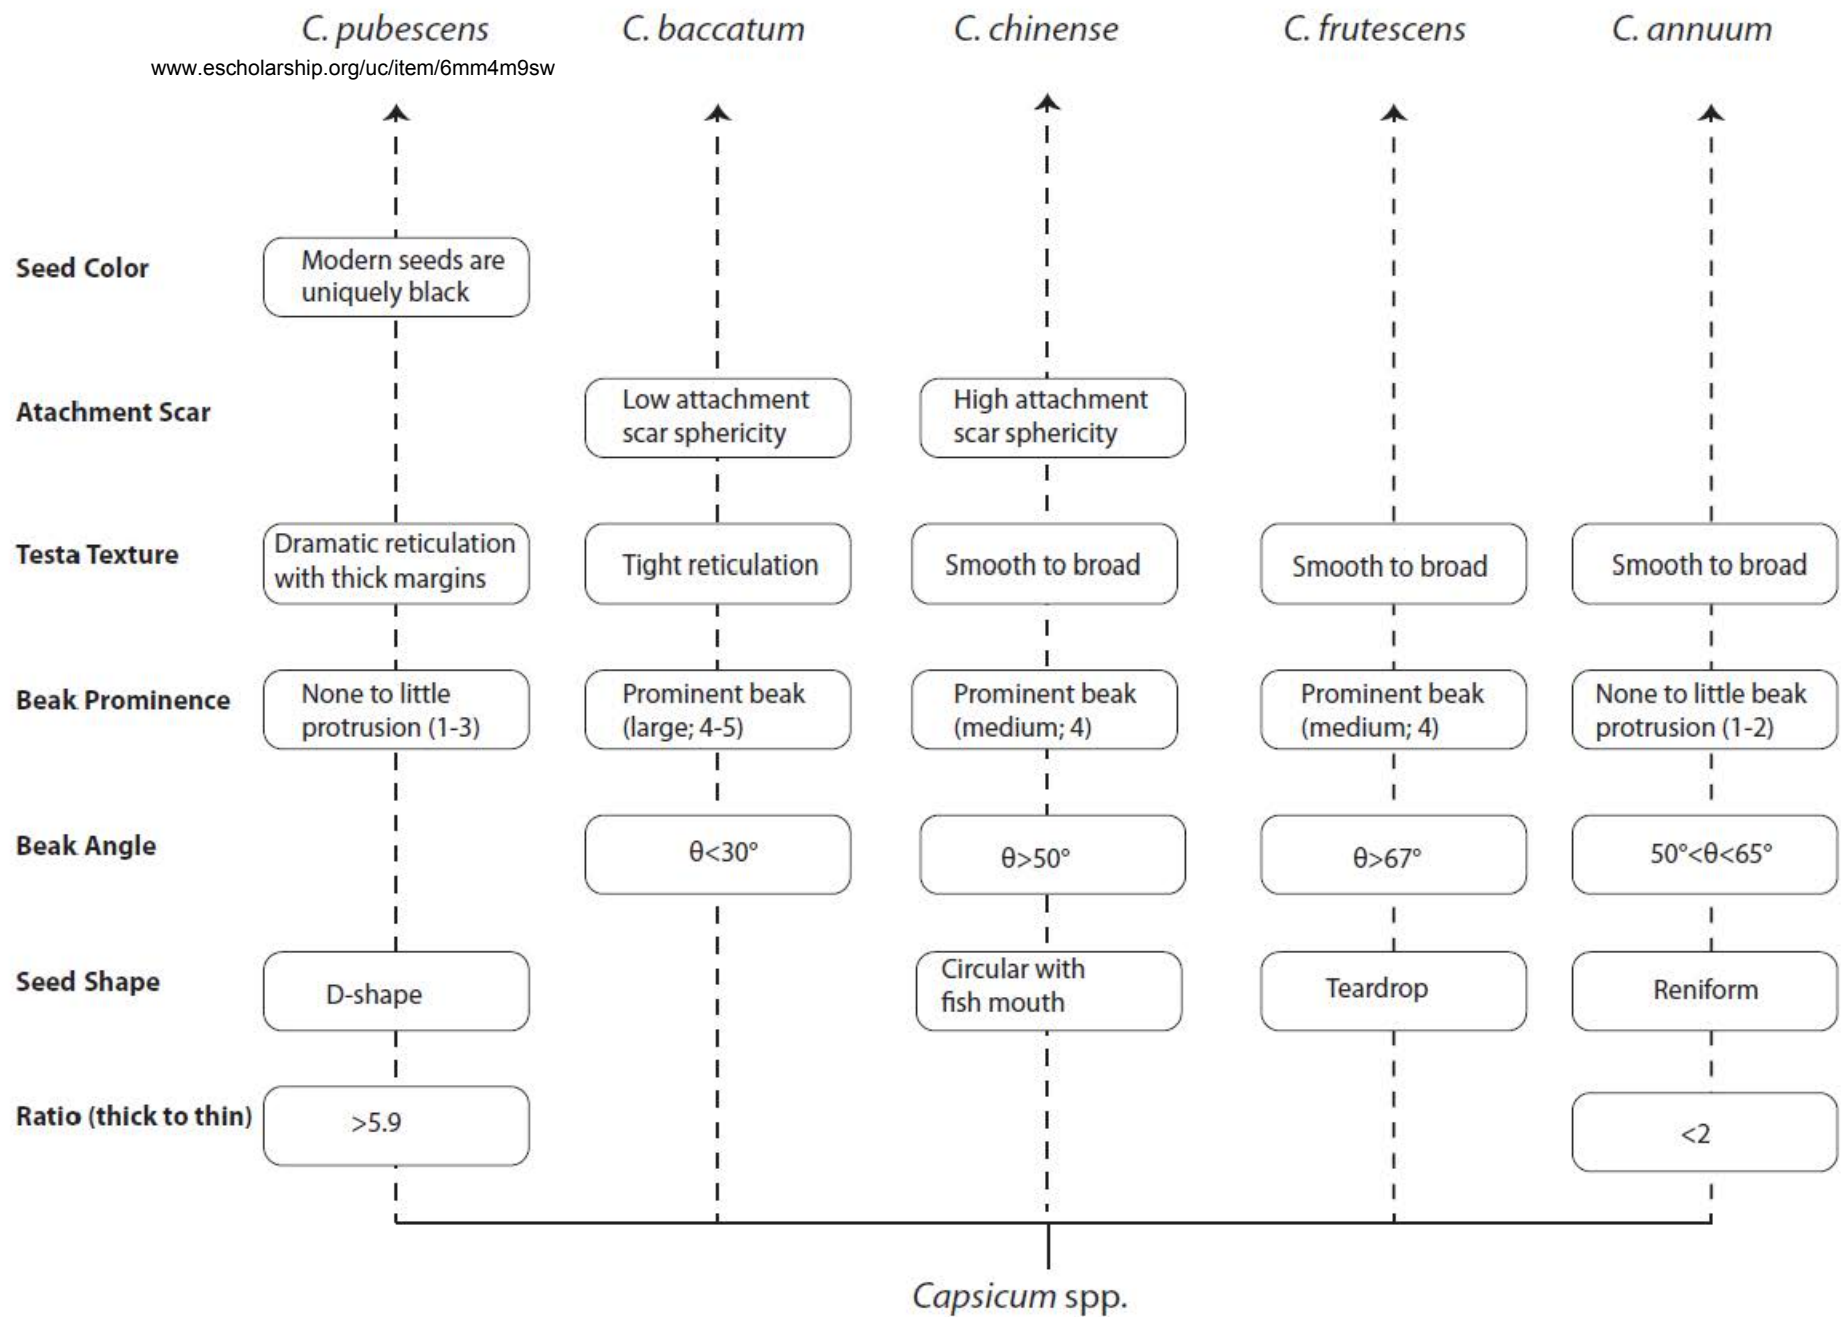 C. pubescens
C. baccatum
C. chinense
C. frutescens
C. annuum
www.escholarship.org/uc/item/6mm4m9sw
Seed Color
Modern seeds are
uniquely black
Atachment Scar
Low attachment
scar sphericity
High attachment
scar sphericity
Testa Texture
Dramatic reticulation
with thick margins
Tight reticulation
Smooth to broad
Smooth to broad
Smooth to broad
Beak Prominence
None to little
protrusion (1-3)
Prominent beak
(large; 4-5)
Prominent beak
(medium; 4)
Prominent beak
(medium; 4)
None to little beak
protrusion (1-2)
Beak Angle
θ<30°
θ>50°
θ>67°
50°<θ<65°
Seed Shape
D-shape
Circular with
fish mouth
Teardrop
Reniform
Ratio (thick to thin)
>5.9
<2
Capsicum spp.